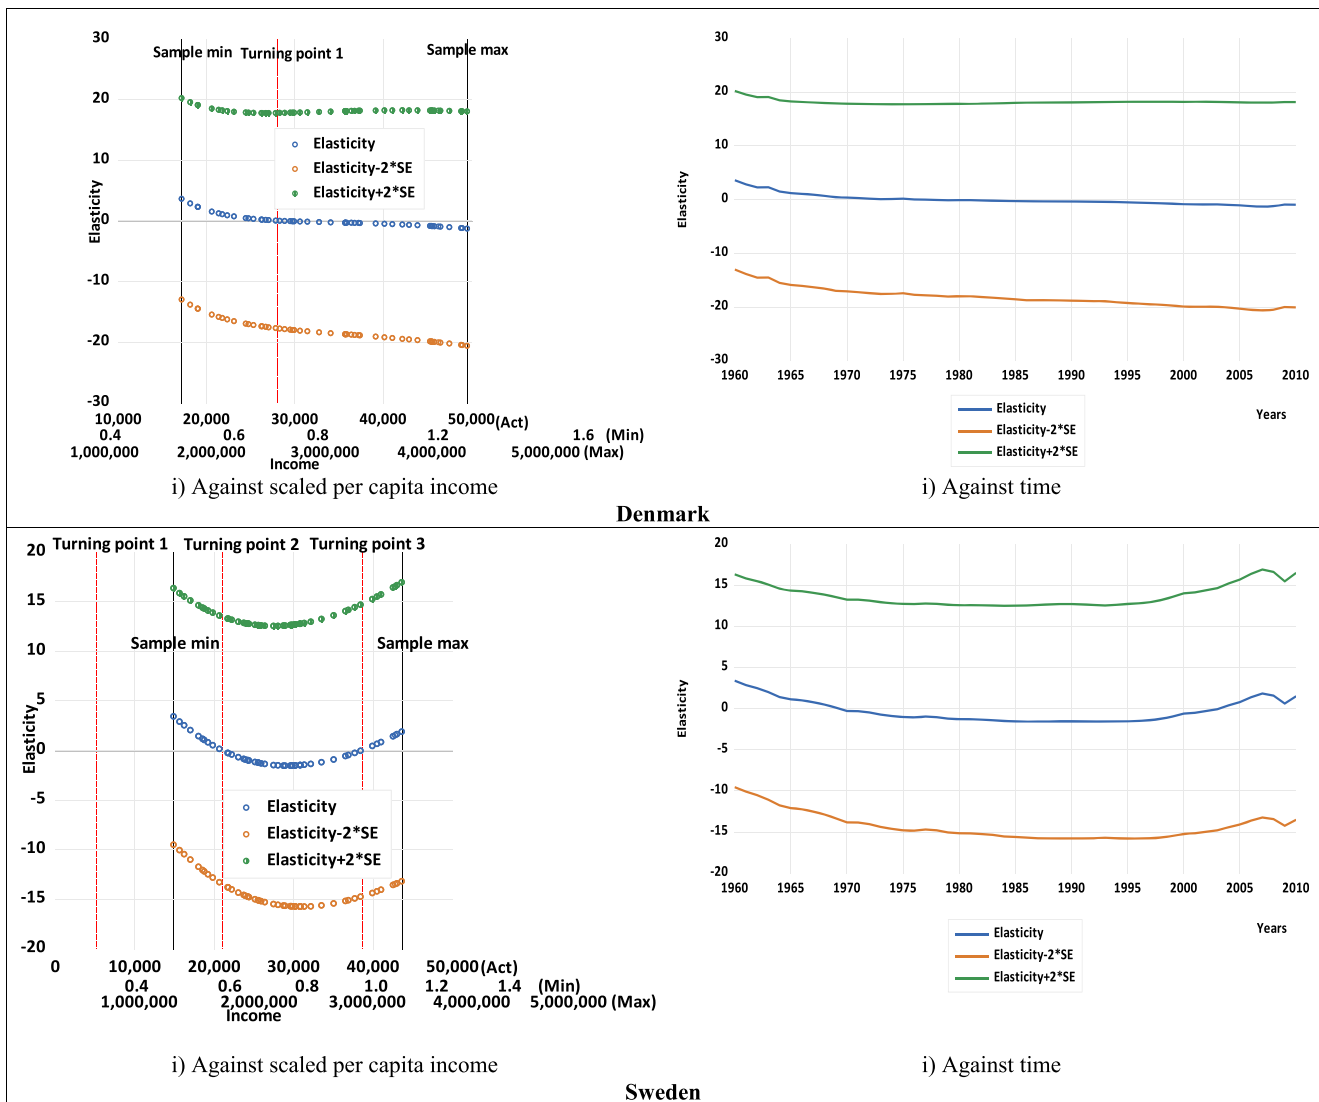 30
20
10
0
-10
-20
-30
Elasticity
Sample min
Turning point 1
Sample max
Elasticity
Elasticity-2*SE
Elasticity+2*SE
10,000 20,000 30,000 40,000 50,000 (Act)
0.4 0.6 0.8 1.2 1.6 (Min)
1,000,000 2,000,000 3,000,000 4,000,000 5,000,000 (Max)
Income
i) Against scaled per capita income
30
20
10
0
-10
-20
-30
Elasticity
1960 1965 1970 1975 1980 1985 1990 1995 2000 2005 2010
Years
Elasticity
Elasticity-2*SE
Elasticity+2*SE
i) Against time
Denmark
20
15
10
5
0
-5
-10
-15
-20
Elasticity
Turning point 1 Turning point 2 Turning point 3
Sample min
Sample max
Elasticity
Elasticity-2*SE
Elasticity+2*SE
0 10,000 20,000 30,000 40,000 50,000 (Act)
0.4 0.6 0.8 1.0 1.2 1.4 (Min)
1,000,000 2,000,000 3,000,000 4,000,000 5,000,000 (Max)
Income
i) Against scaled per capita income
20
15
10
5
0
-5
-10
-15
-20
Elasticity
1960 1965 1970 1975 1980 1985 1990 1995 2000 2005 2010
Years
Elasticity
Elasticity-2*SE
Elasticity+2*SE
i) Against time
Sweden